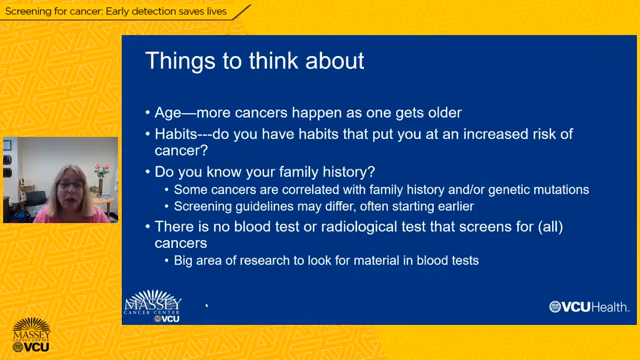 Screening for cancer: Early detection saves lives
Things to think about
• Age—more cancers happen as one gets older
• Habits---do you have habits that put you at an increased risk of
cancer?
• Do you know your family history?
• Some cancers are correlated with family history and/or genetic mutations
• Screening guidelines may differ, often starting earlier
• There is no blood test or radiological test that screens for (all)
cancers
• Big area of research to look for material in blood tests
MASSEY
CANCER CENTER
VCU
VCUHealth.
MASSEY
CANCER CENTER
VCU